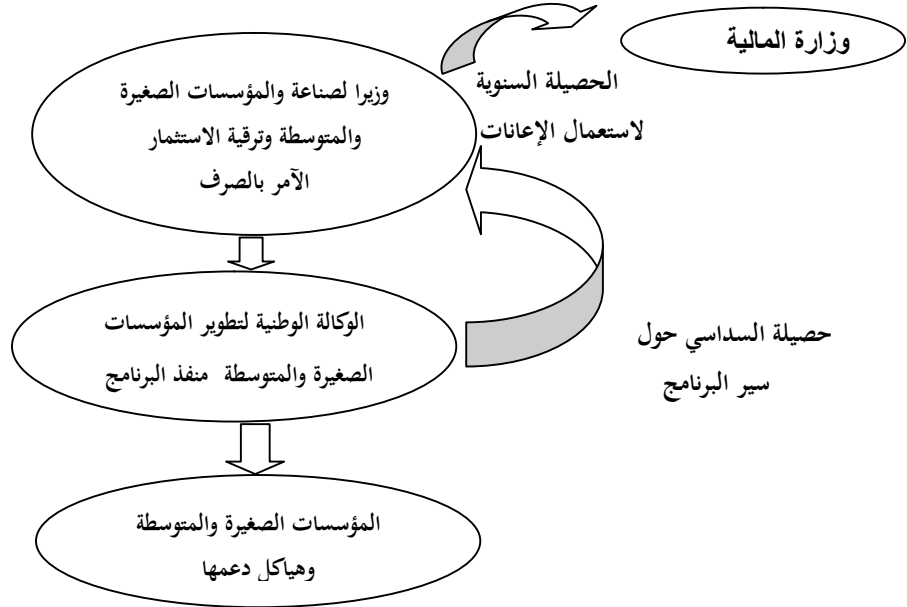 وزارة المالية
وزيرا لصناعة والمؤسسات الصغيرة
والمتوسطة وترقية الاستثمار
الآمر بالصرف
الحصيلة السنوية
لاستعمال الإعانات
الوكالة الوطنية لتطوير المؤسسات
الصغيرة والمتوسطة منفذ البرنامج
حصيلة السداسي حول
سير البرنامج
المؤسسات الصغيرة والمتوسطة
وهياكل دعمها